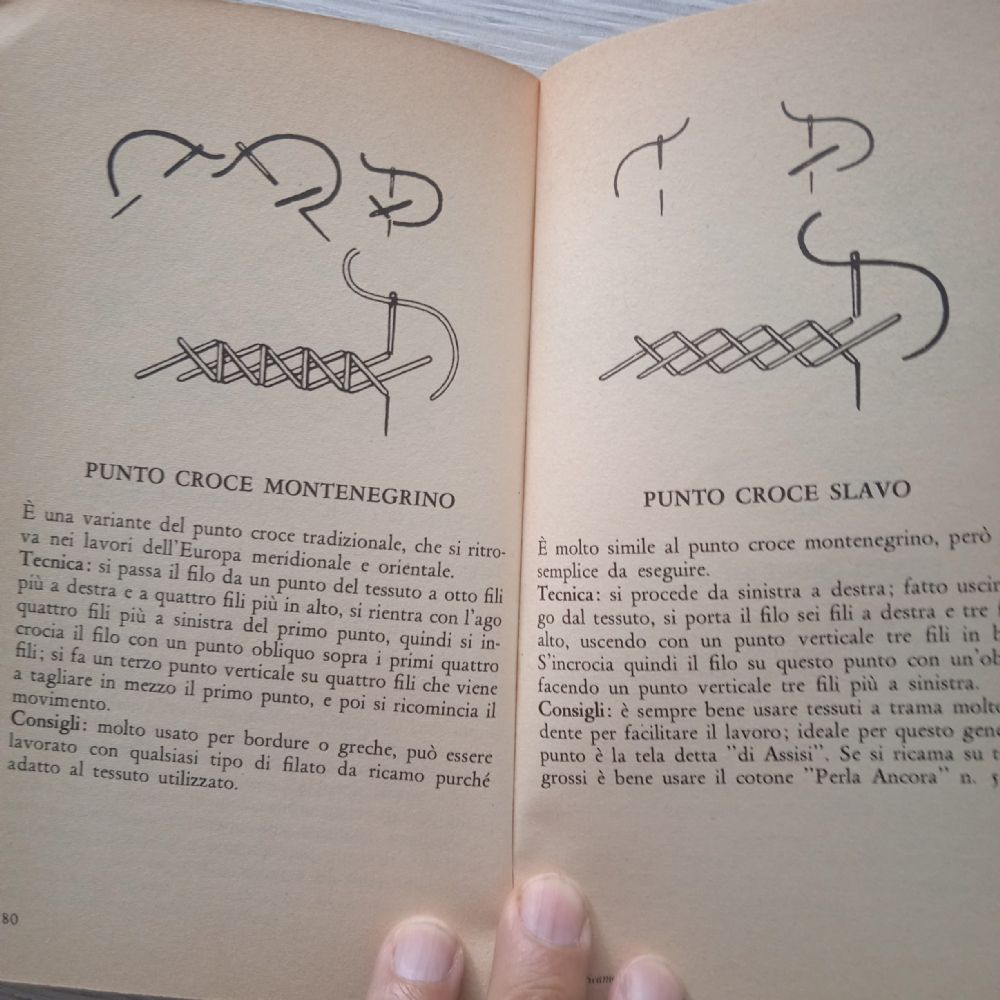 PUNTO CROCE MONTENEGRINO
È una variante del punto croce tradizionale, che si ritro-
va nei lavori dell'Europa meridionale e orientale.
Tecnica: si passa il filo da un punto del tessuto a otto fili
più a destra e a quattro fili più in alto, si rientra con l'ago
quattro fili più a sinistra del primo punto, quindi si in-
crocia il filo con un punto obliquo sopra i primi quattro
fili; si fa un terzo punto verticale su quattro fili che viene
a tagliare in mezzo il primo punto, e poi si ricomincia il
movimento.
Consigli: molto usato per bordure o greche, può essere
lavorato con qualsiasi tipo di filato da ricamo purché
adatto al tessuto utilizzato.
80
PUNTO CROCE SLAVO
È molto simile al punto croce montenegrino, però
semplice da eseguire.
Tecnica: si procede da sinistra a destra; fatto uscir
go dal tessuto, si porta il filo sei fili a destra e tre
alto, uscendo con un punto verticale tre fili in
S'incrocia quindi il filo su questo punto con un'ob
facendo un punto verticale tre fili più a sinistra.
Consigli: è sempre bene usare tessuti a trama molto
dente per facilitare il lavoro; ideale per questo gene
punto è la tela detta "di Assisi". Se si ricama su
grossi è bene usare il cotone "Perla Ancora" n. 5